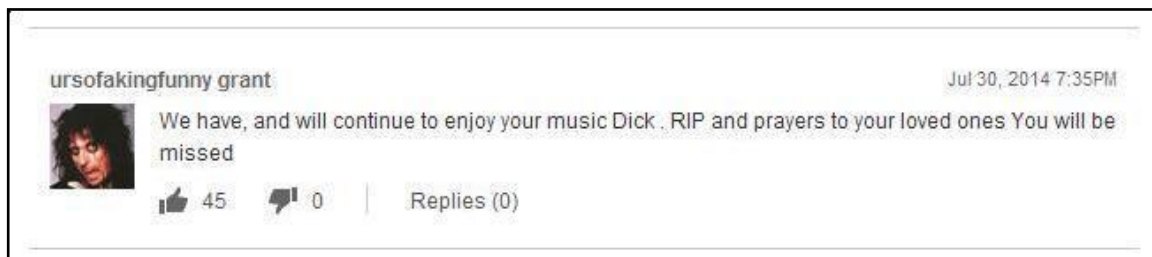 ursofakingfunny grant
Jul 30, 2014 7:35PM
We have, and will continue to enjoy your music Dick . RIP and prayers to your loved ones You will be
missed
45 0 Replies (0)